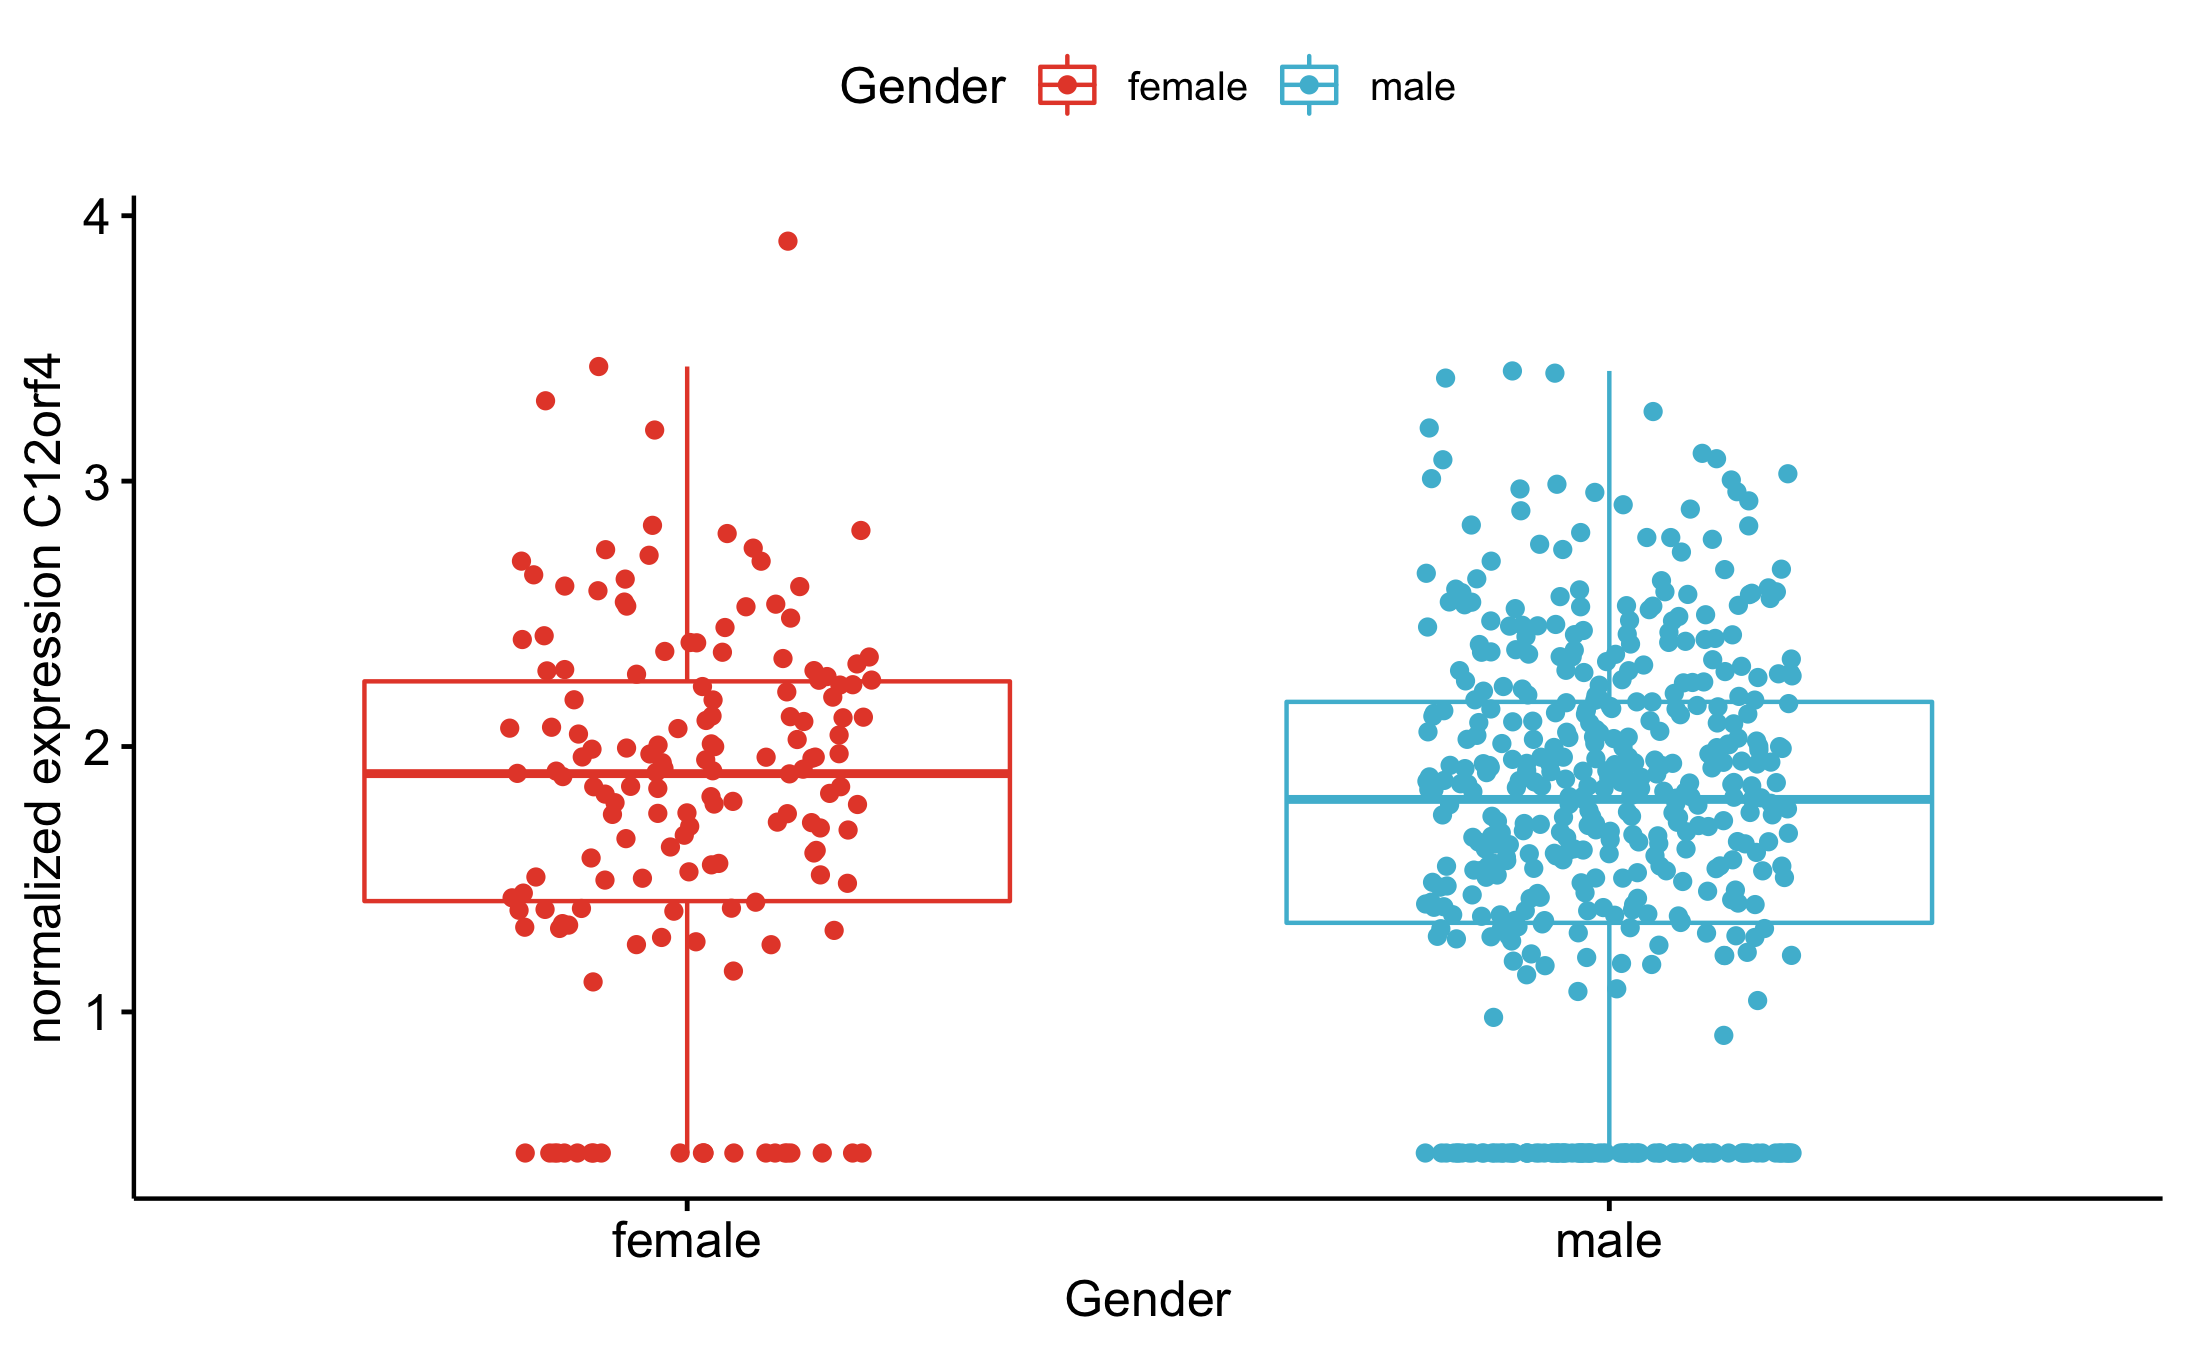 Gender female male
normalized expression C12orf4
4
3
2
1
female male
Gender